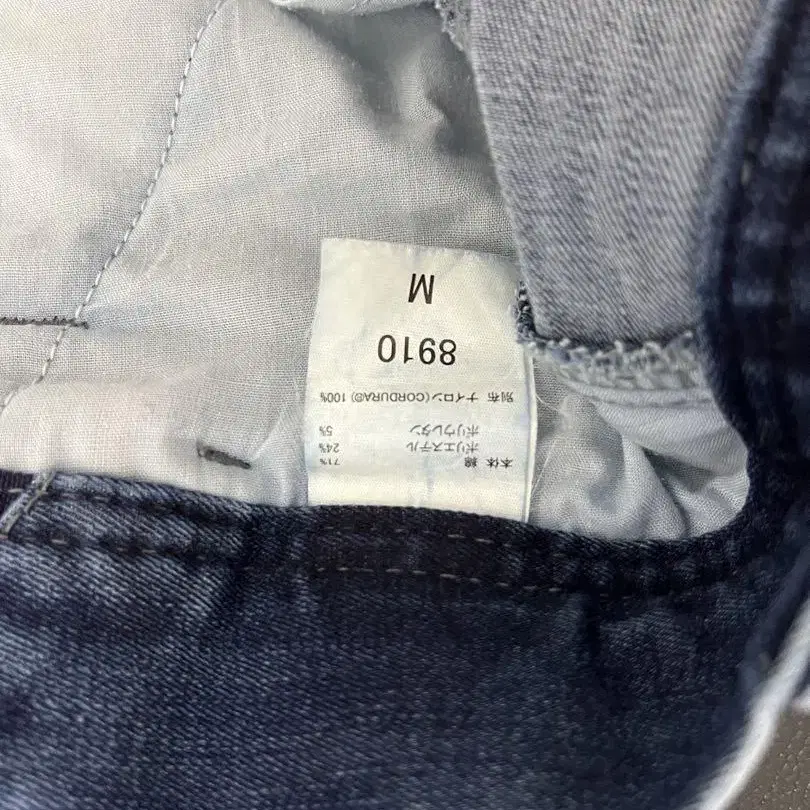 本体 綿 71%
ポリエステル 24%
ポリウレタン 5%
別布 ナイロン(CORDURA®) 100%
8910
M